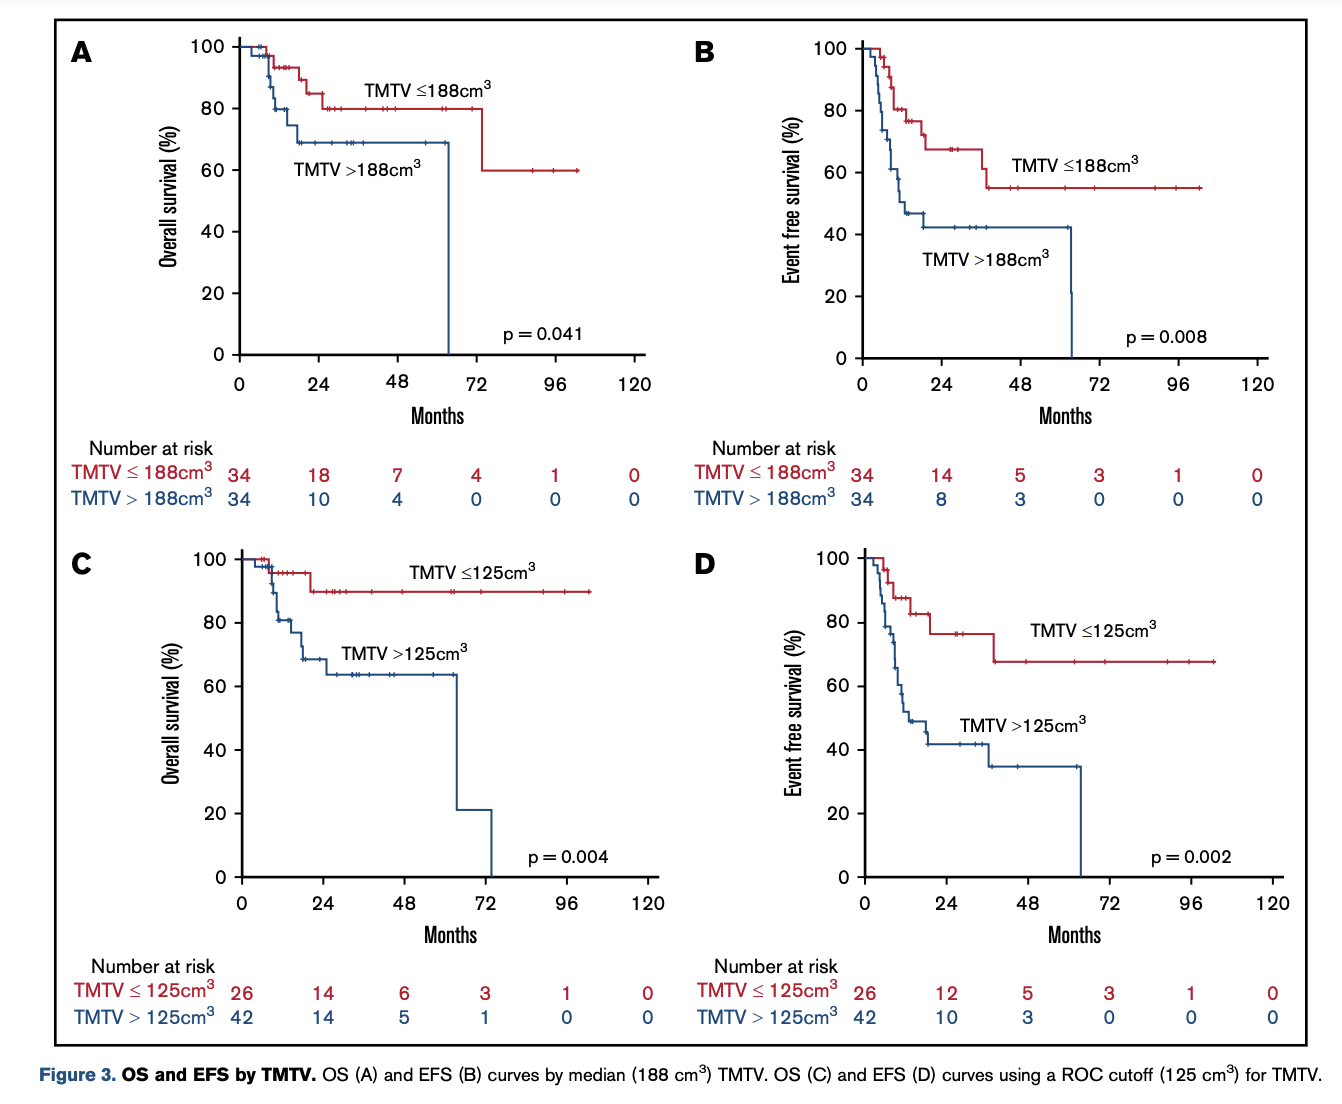 A
100
80
60
40
20
0
Overall survival (%)
TMTV ≤188cm³
TMTV >188cm³
p = 0.041
0 24 48 72 96 120
Months
Number at risk
TMTV ≤ 188cm³ 34 18 7 4 1 0
TMTV > 188cm³ 34 10 4 0 0 0
B
100
80
60
40
20
0
Event free survival (%)
TMTV ≤188cm³
TMTV >188cm³
p = 0.008
0 24 48 72 96 120
Months
Number at risk
TMTV ≤ 188cm³ 34 14 5 3 1 0
TMTV > 188cm³ 34 8 3 0 0 0
C
100
80
60
40
20
0
Overall survival (%)
TMTV ≤125cm³
TMTV >125cm³
p = 0.004
0 24 48 72 96 120
Months
Number at risk
TMTV ≤ 125cm³ 26 14 6 3 1 0
TMTV > 125cm³ 42 14 5 1 0 0
D
100
80
60
40
20
0
Event free survival (%)
TMTV ≤125cm³
TMTV >125cm³
p = 0.002
0 24 48 72 96 120
Months
Number at risk
TMTV ≤ 125cm³ 26 12 5 3 1 0
TMTV > 125cm³ 42 10 3 0 0 0
Figure 3. OS and EFS by TMTV. OS (A) and EFS (B) curves by median (188 cm³) TMTV. OS (C) and EFS (D) curves using a ROC cutoff (125 cm³) for TMTV.